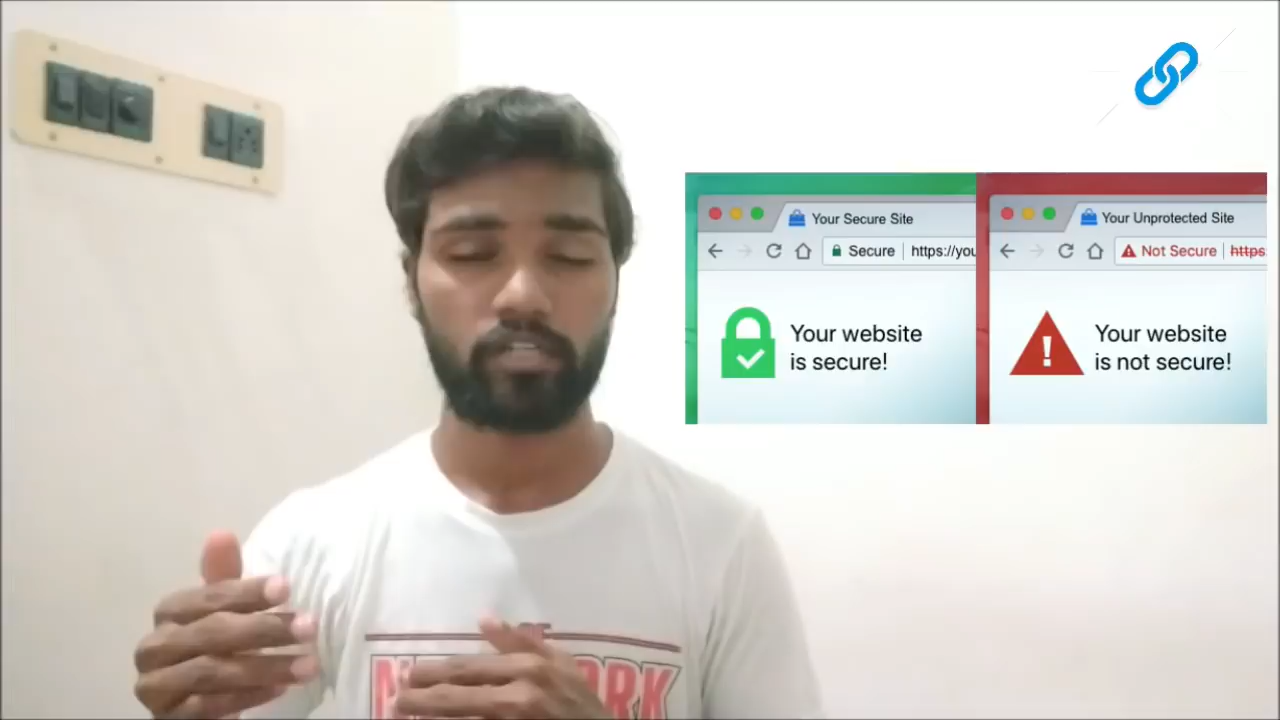 Your Secure Site
Secure
https://you
Your website
is secure!
Your Unprotected Site
Not Secure
https:
Your website
is not secure!